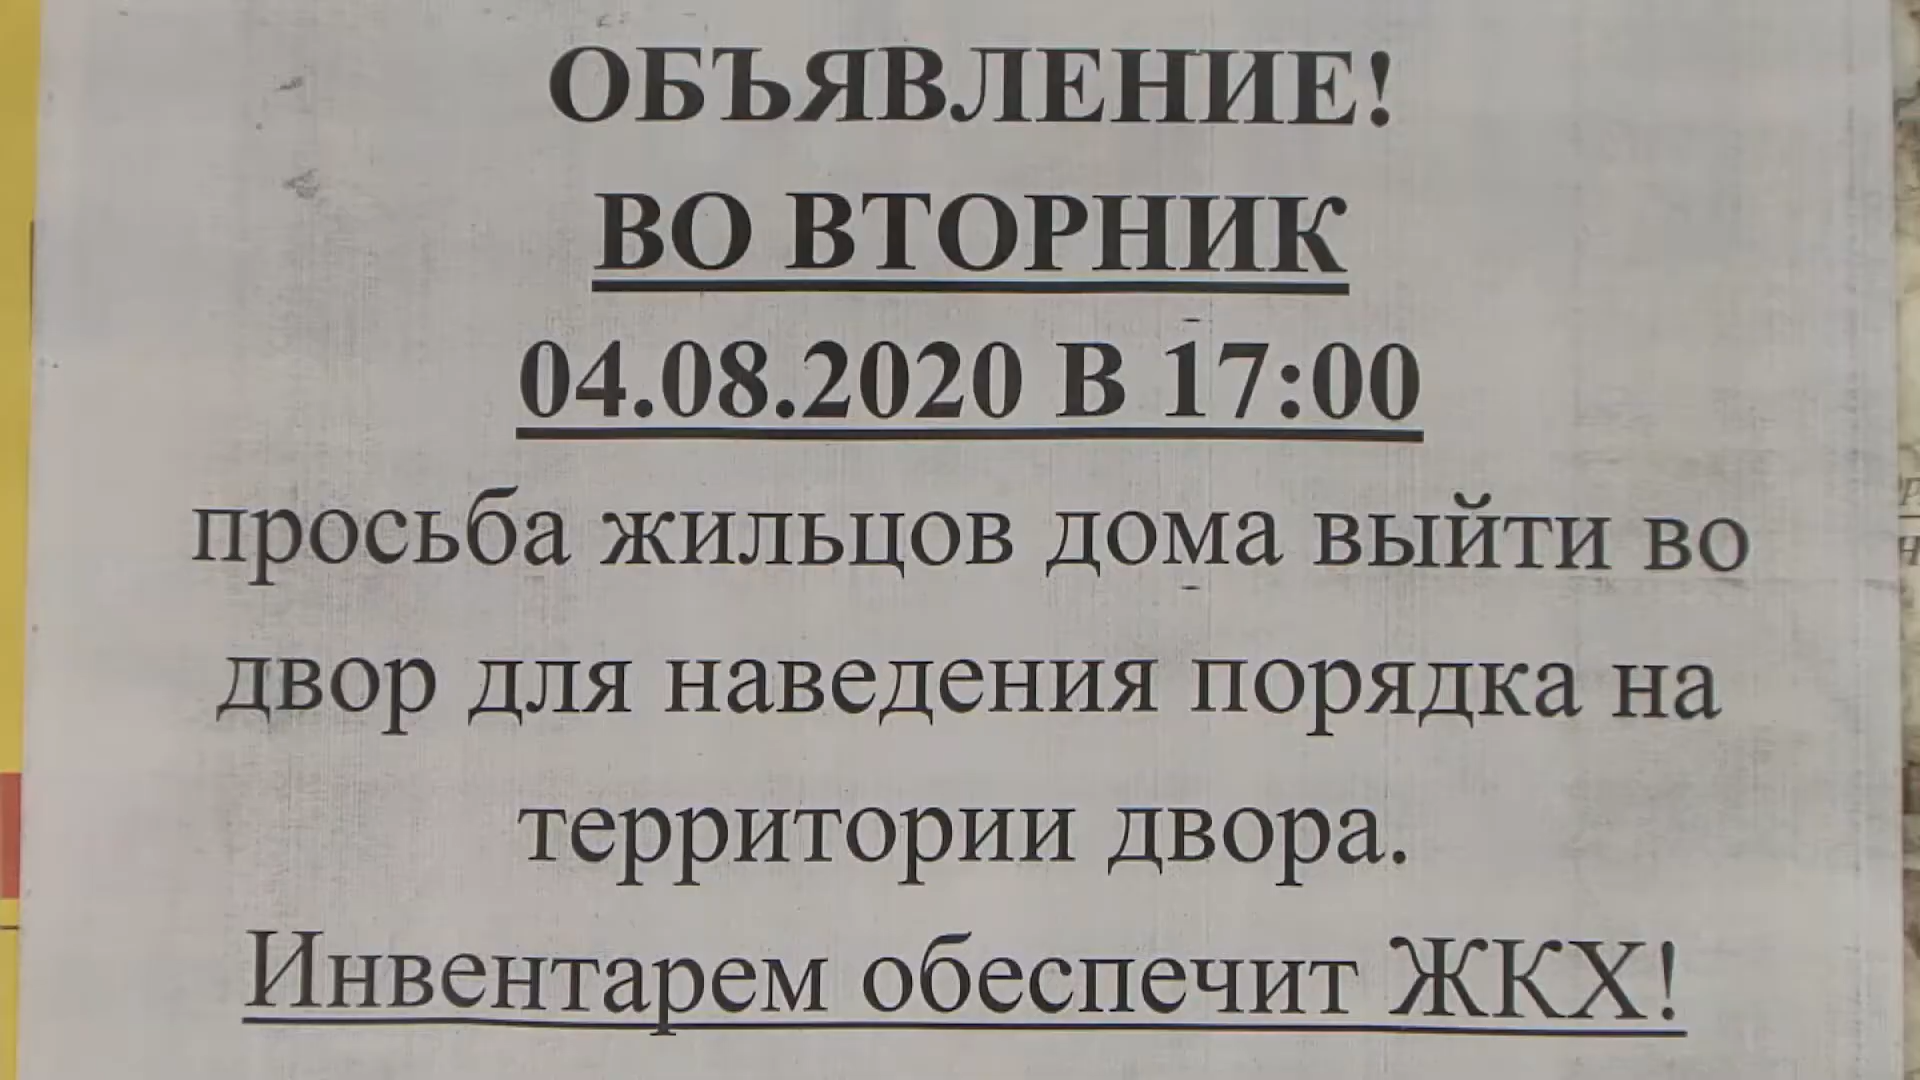 ОБЪЯВЛЕНИЕ!
ВО ВТОРНИК
04.08.2020 В 17:00
просьба жильцов дома выйти во
двор для наведения порядка на
территории двора.
Инвентарем обеспечит ЖКХ!